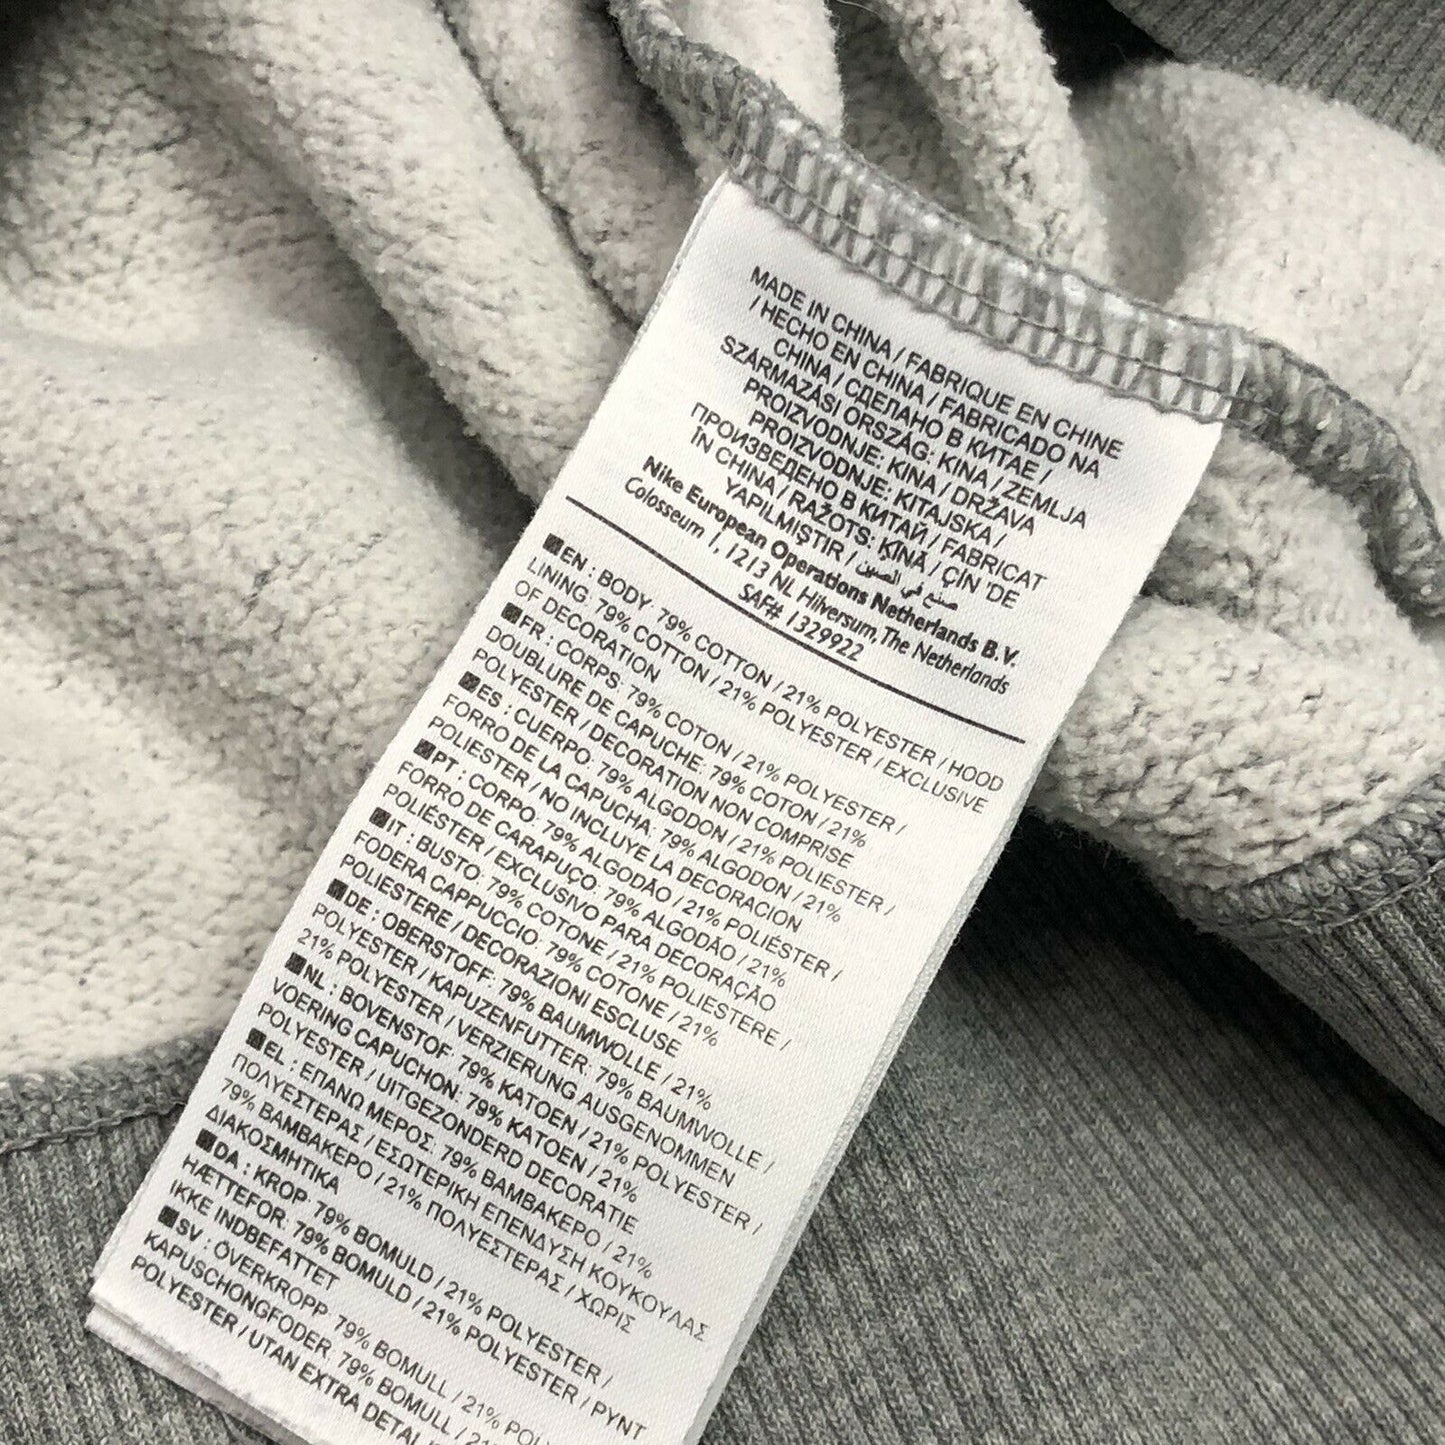 MADE IN CHINA / FABRIQUE EN CHINE
/ HECHO EN CHINA / FABRICADO NA
CHINA / СДЕЛАНО В КИТАЕ /
SZÁRMAZÁSI ORSZÁG: KINA / ZEMLJA
PROIZVODNJE: KINA / DRŽAVA
PROIZVODNJE: KITAJSKA /
ПРОИЗВЕДЕНО В КИТАЙ / FABRICAT
ÎN CHINA / RAŽOTS: ĶĪNĀ / ÇİN 'DE
YAPILMIŞTIR / صنع في الصين
Nike European Operations Netherlands B.V.
Colosseum 1, 1213 NL Hilversum, The Netherlands
SAF# 1329922
EN : BODY: 79% COTTON / 21% POLYESTER / HOOD
LINING: 79% COTTON / 21% POLYESTER / EXCLUSIVE
OF DECORATION
FR : CORPS: 79% COTON / 21% POLYESTER /
DOUBLURE DE CAPUCHE: 79% COTON / 21%
POLYESTER / DECORATION NON COMPRISE
ES : CUERPO: 79% ALGODON / 21% POLIESTER /
FORRO DE LA CAPUCHA: 79% ALGODON / 21%
POLIESTER / NO INCLUYE LA DECORACION
PT : CORPO: 79% ALGODÃO / 21% POLIÉSTER /
FORRO DE CARAPUÇO: 79% ALGODÃO / 21%
POLIÉSTER / EXCLUSIVO PARA DECORAÇÃO
IT : BUSTO: 79% COTONE / 21% POLIESTERE /
FODERA CAPPUCCIO: 79% COTONE / 21%
POLIESTERE / DECORAZIONI ESCLUSE
DE : OBERSTOFF: 79% BAUMWOLLE / 21%
POLYESTER / KAPUZENFUTTER: 79% BAUMWOLLE /
21% POLYESTER / VERZIERUNG AUSGENOMMEN
NL : BOVENSTOF: 79% KATOEN / 21% POLYESTER /
VOERING CAPUCHON: 79% KATOEN / 21%
POLYESTER / UITGEZONDERD DECORATIE
EL : ΕΠΑΝΩ ΜΕΡΟΣ: 79% ΒΑΜΒΑΚΕΡΟ / 21%
ΠΟΛΥΕΣΤΕΡΑΣ / ΕΣΩΤΕΡΙΚΗ ΕΠΕΝΔΥΣΗ ΚΟΥΚΟΥΛΑΣ
79% ΒΑΜΒΑΚΕΡΟ / 21% ΠΟΛΥΕΣΤΕΡΑΣ / ΧΩΡΙΣ
ΔΙΑΚΟΣΜΗΤΙΚΑ
DA : KROP: 79% BOMULD / 21% POLYESTER /
HÆTTEFOR: 79% BOMULD / 21% POLYESTER / PYNT
IKKE INDBEFATTET
SV : ÖVERKROPP: 79% BOMULL / 21%
KAPUSCHONGFODER: 79% BOMULL / 21%
POLYESTER / UTAN EXTRA